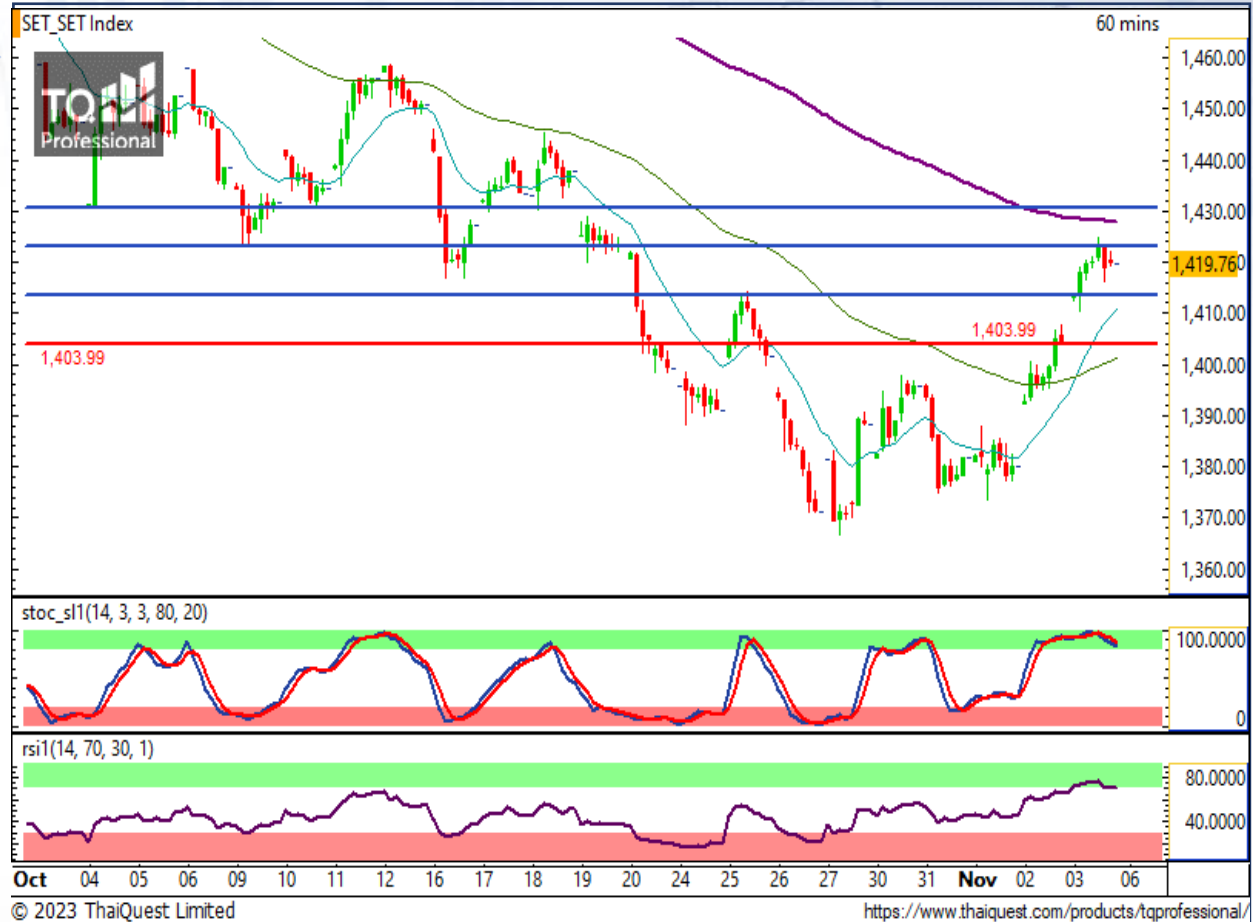 SET_SET Index 60 mins
TQ
Professional
1,460.00
1,450.00
1,440.00
1,430.00
1,419.76
1,410.00
1,403.99
1,403.99
1,400.00
1,390.00
1,380.00
1,370.00
1,360.00
stoc_sl1(14, 3, 3, 80, 20)
100.0000
0
rsi1(14, 70, 30, 1)
80.0000
40.0000
Oct 04 05 06 09 10 11 12 16 17 18 19 20 24 25 26 27 30 31 Nov 02 03 06
© 2023 ThaiQuest Limited https://www.thaiquest.com/products/tqprofessional/